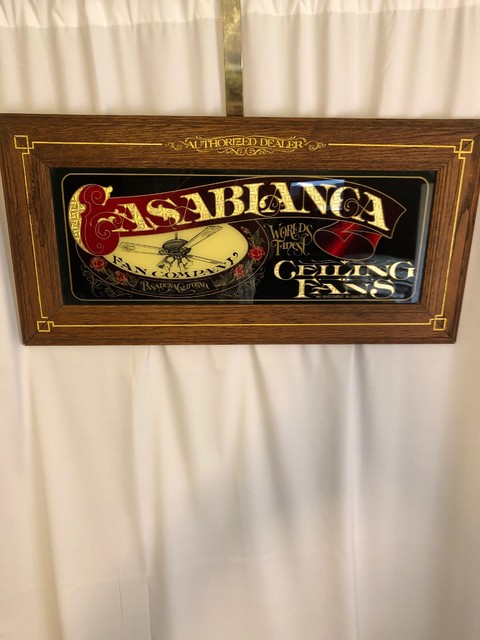 AUTHORIZED DEALER
CASABLANCA
FAN COMPANY
WORLD'S
FINEST
PASADENA CALIFORNIA
CEILING
FANS